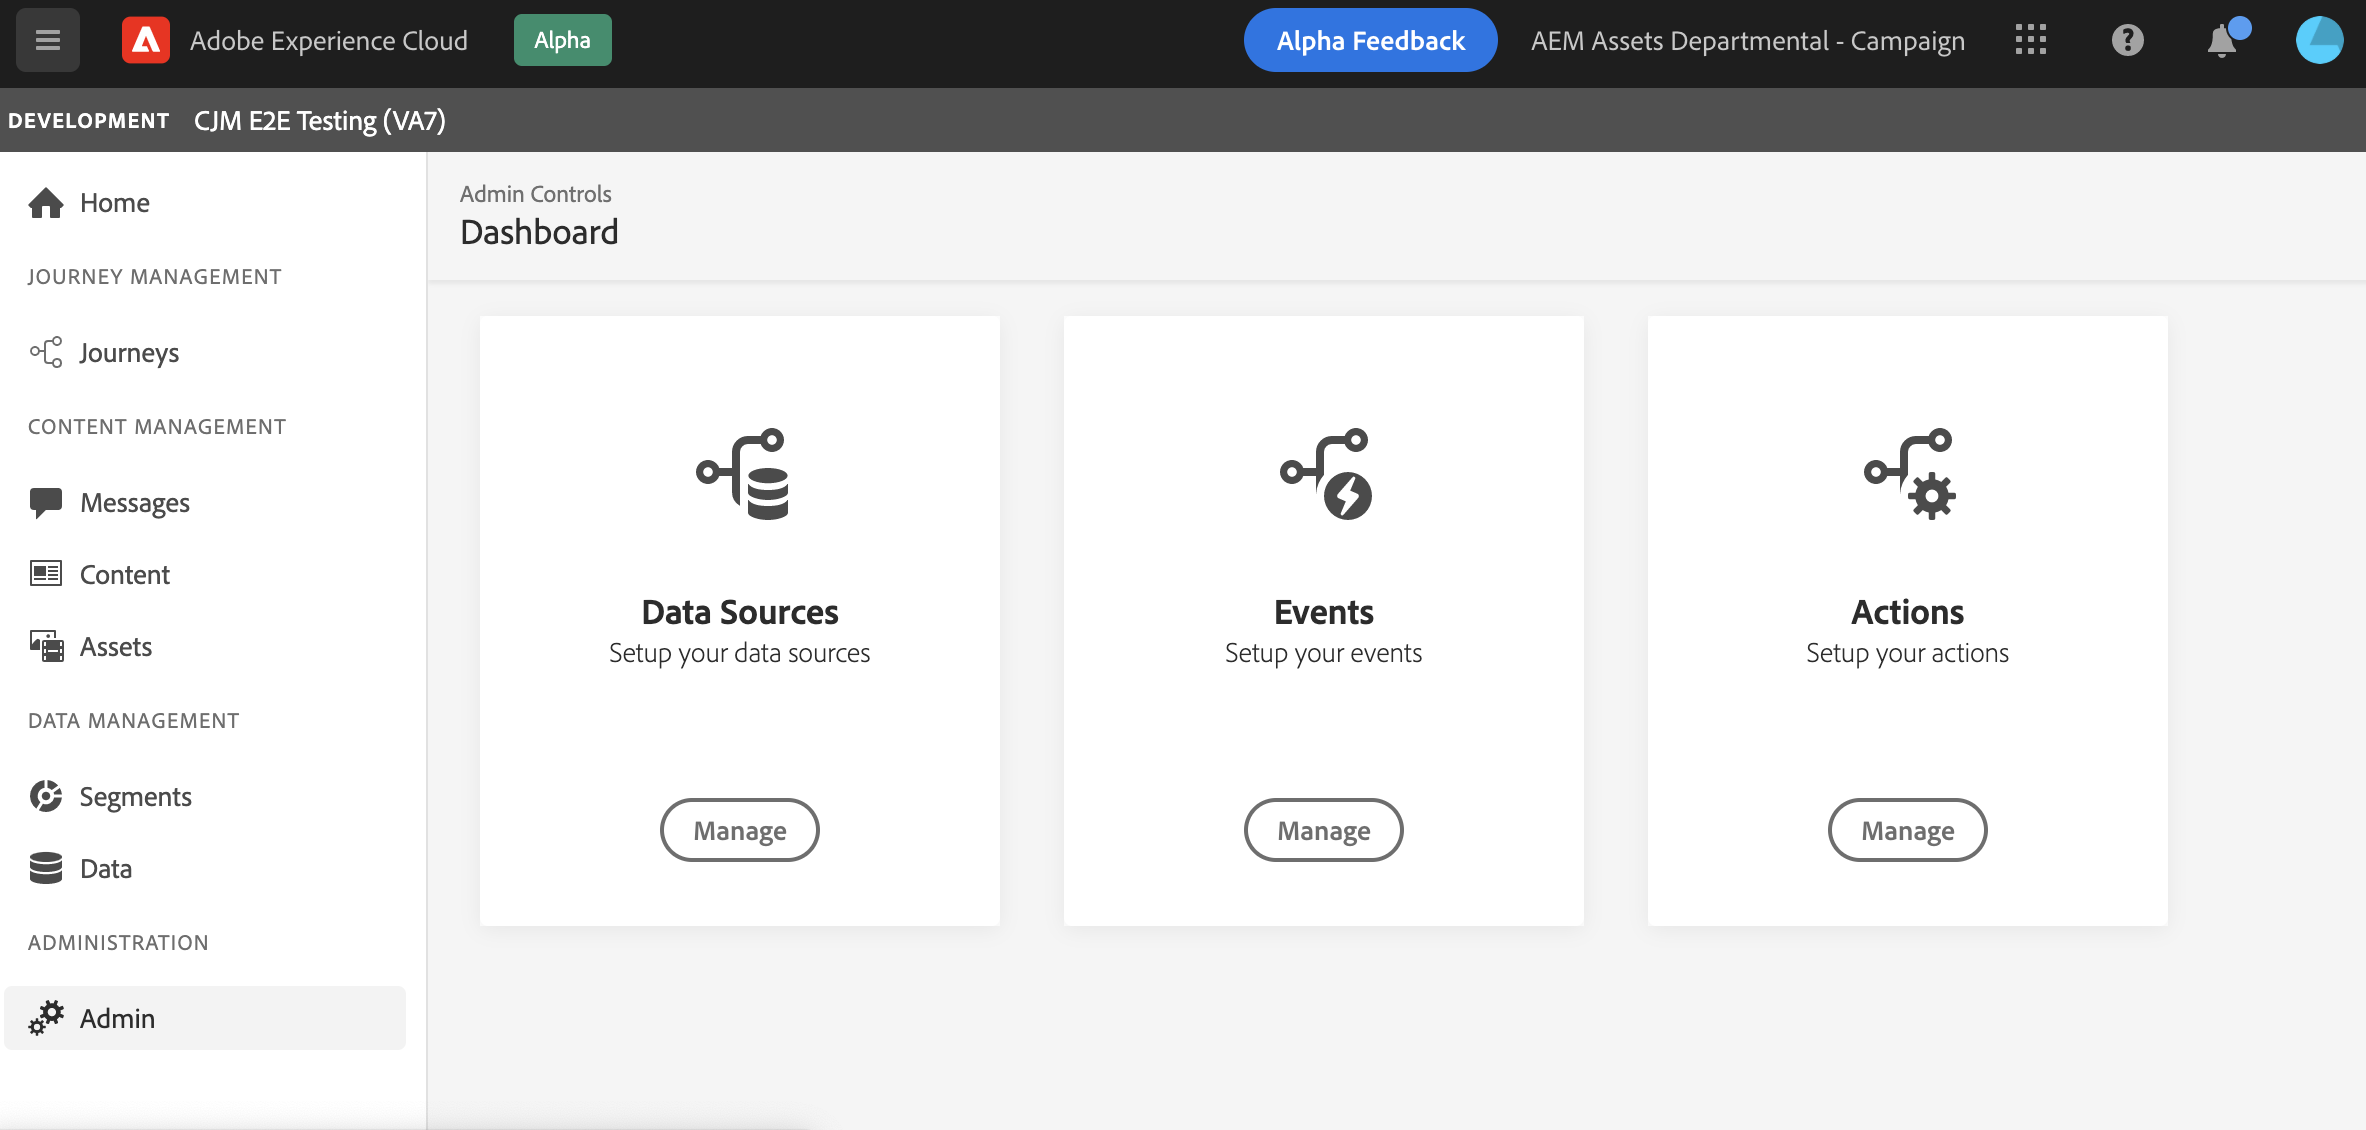 Adobe Experience Cloud
Alpha
Alpha Feedback
AEM Assets Departmental - Campaign
DEVELOPMENT CJM E2E Testing (VA7)
Home
JOURNEY MANAGEMENT
Journeys
CONTENT MANAGEMENT
Messages
Content
Assets
DATA MANAGEMENT
Segments
Data
ADMINISTRATION
Admin
Admin Controls
Dashboard
Data Sources
Setup your data sources
Manage
Events
Setup your events
Manage
Actions
Setup your actions
Manage